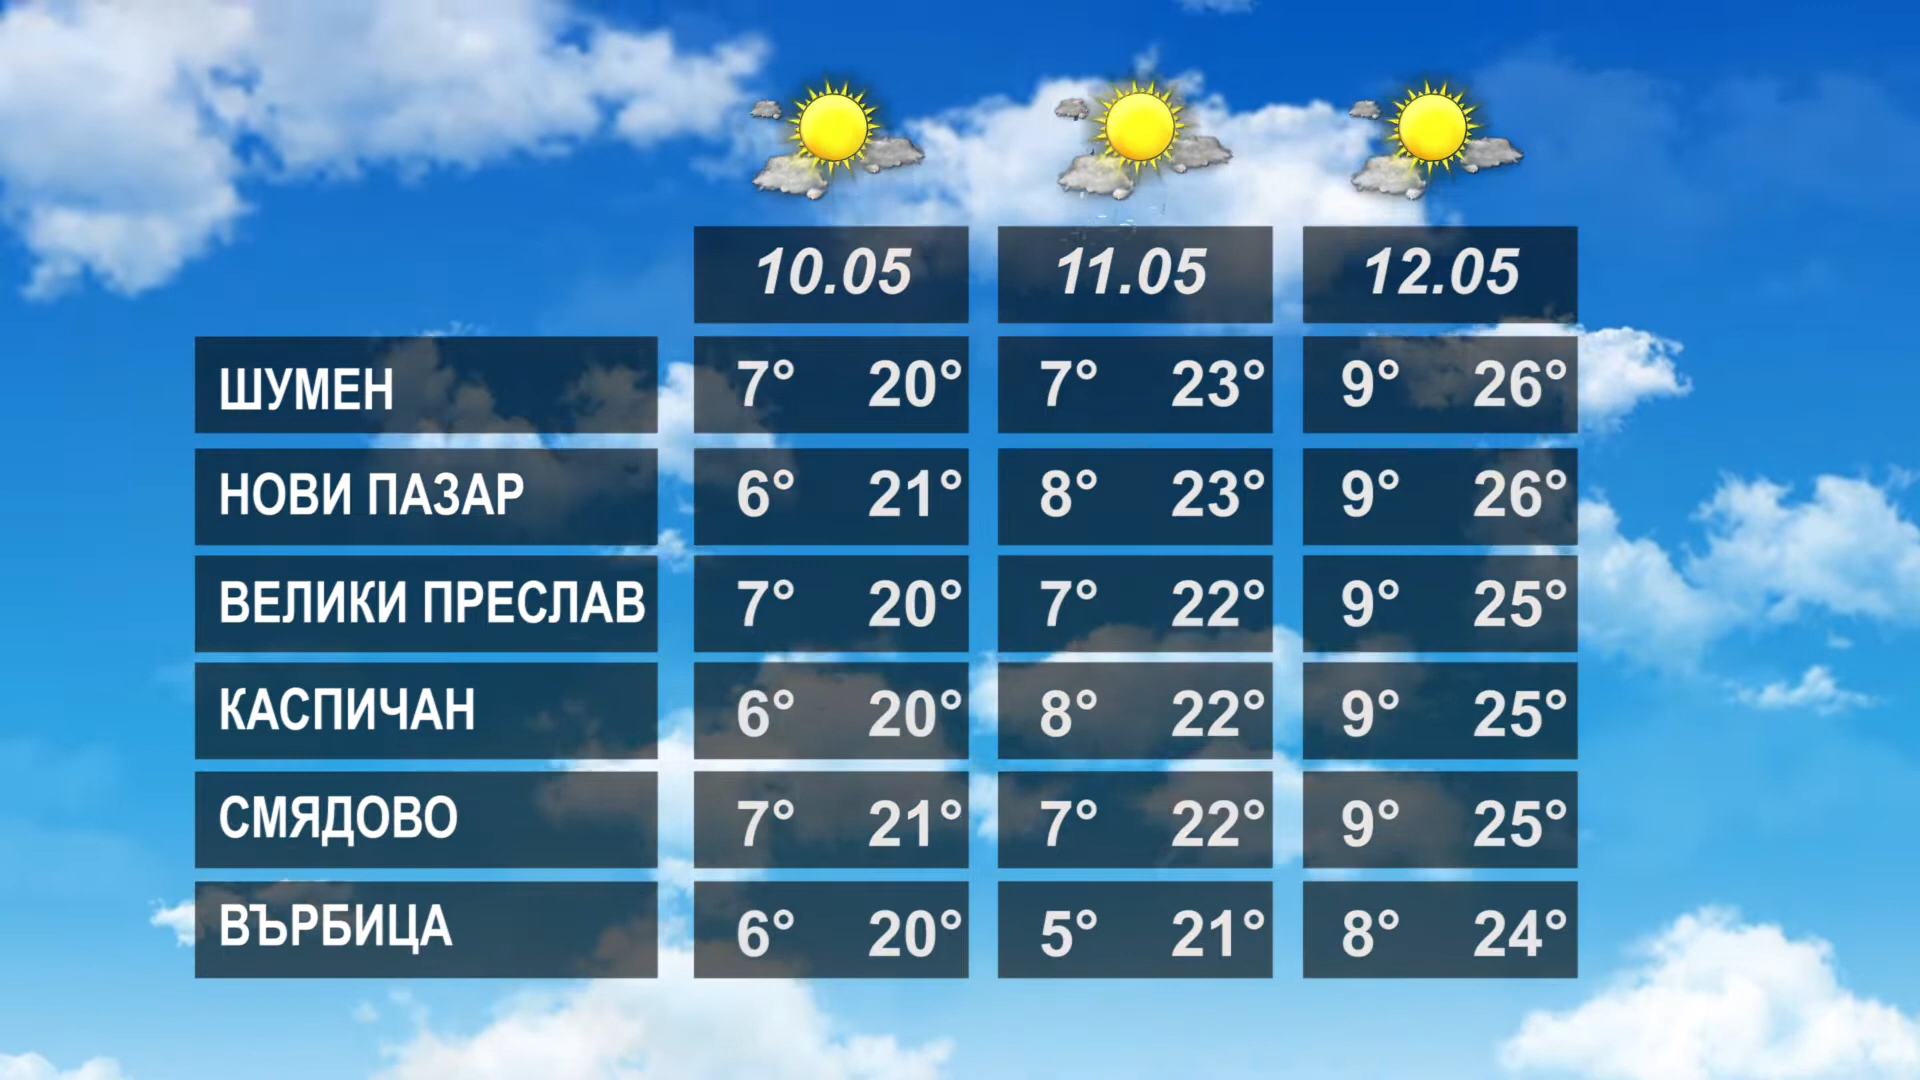 10.05 11.05 12.05
ШУМЕН 7° 20° 7° 23° 9° 26°
НОВИ ПАЗАР 6° 21° 8° 23° 9° 26°
ВЕЛИКИ ПРЕСЛАВ 7° 20° 7° 22° 9° 25°
КАСПИЧАН 6° 20° 8° 22° 9° 25°
СМЯДОВО 7° 21° 7° 22° 9° 25°
ВЪРБИЦА 6° 20° 5° 21° 8° 24°